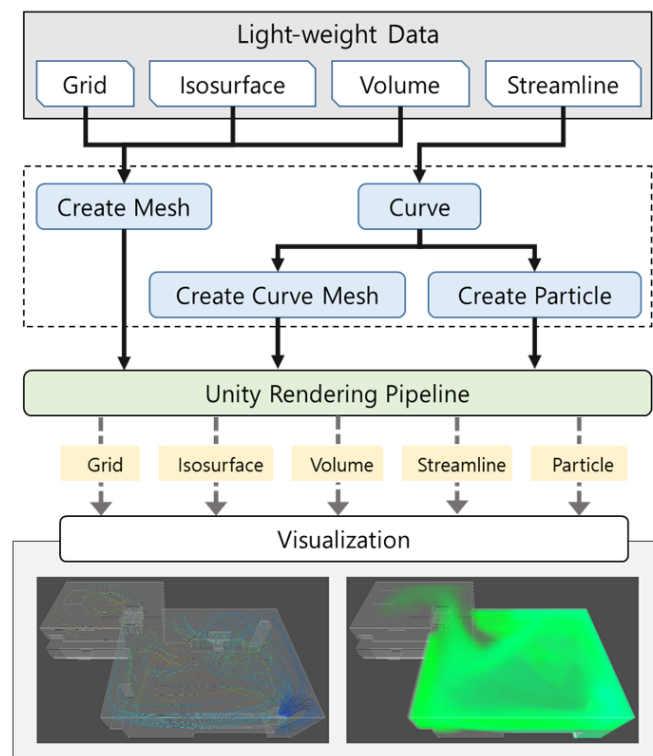 Light-weight Data
Grid
Isosurface
Volume
Streamline
Create Mesh
Curve
Create Curve Mesh
Create Particle
Unity Rendering Pipeline
Grid
Isosurface
Volume
Streamline
Particle
Visualization